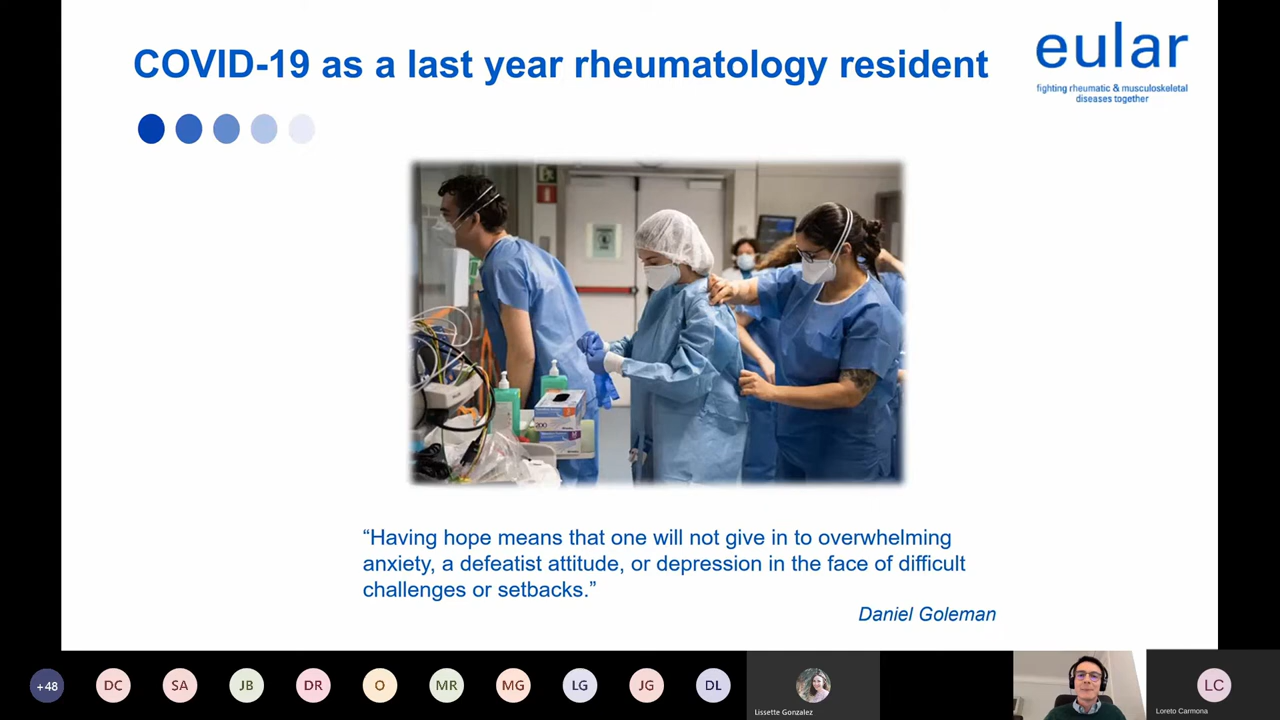 COVID-19 as a last year rheumatology resident
eular
fighting rheumatic & musculoskeletal
diseases together
200
“Having hope means that one will not give in to overwhelming
anxiety, a defeatist attitude, or depression in the face of difficult
challenges or setbacks.”
Daniel Goleman
+48
DC
SA
JB
DR
O
MR
MG
LG
JG
DL
Lissette Gonzalez
LC
Loreto Carmona